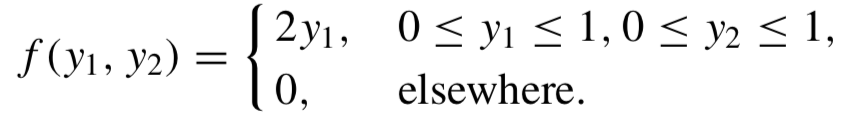 f(y₁, y₂) = { 2y₁, 0 ≤ y₁ ≤ 1, 0 ≤ y₂ ≤ 1,
0, elsewhere.